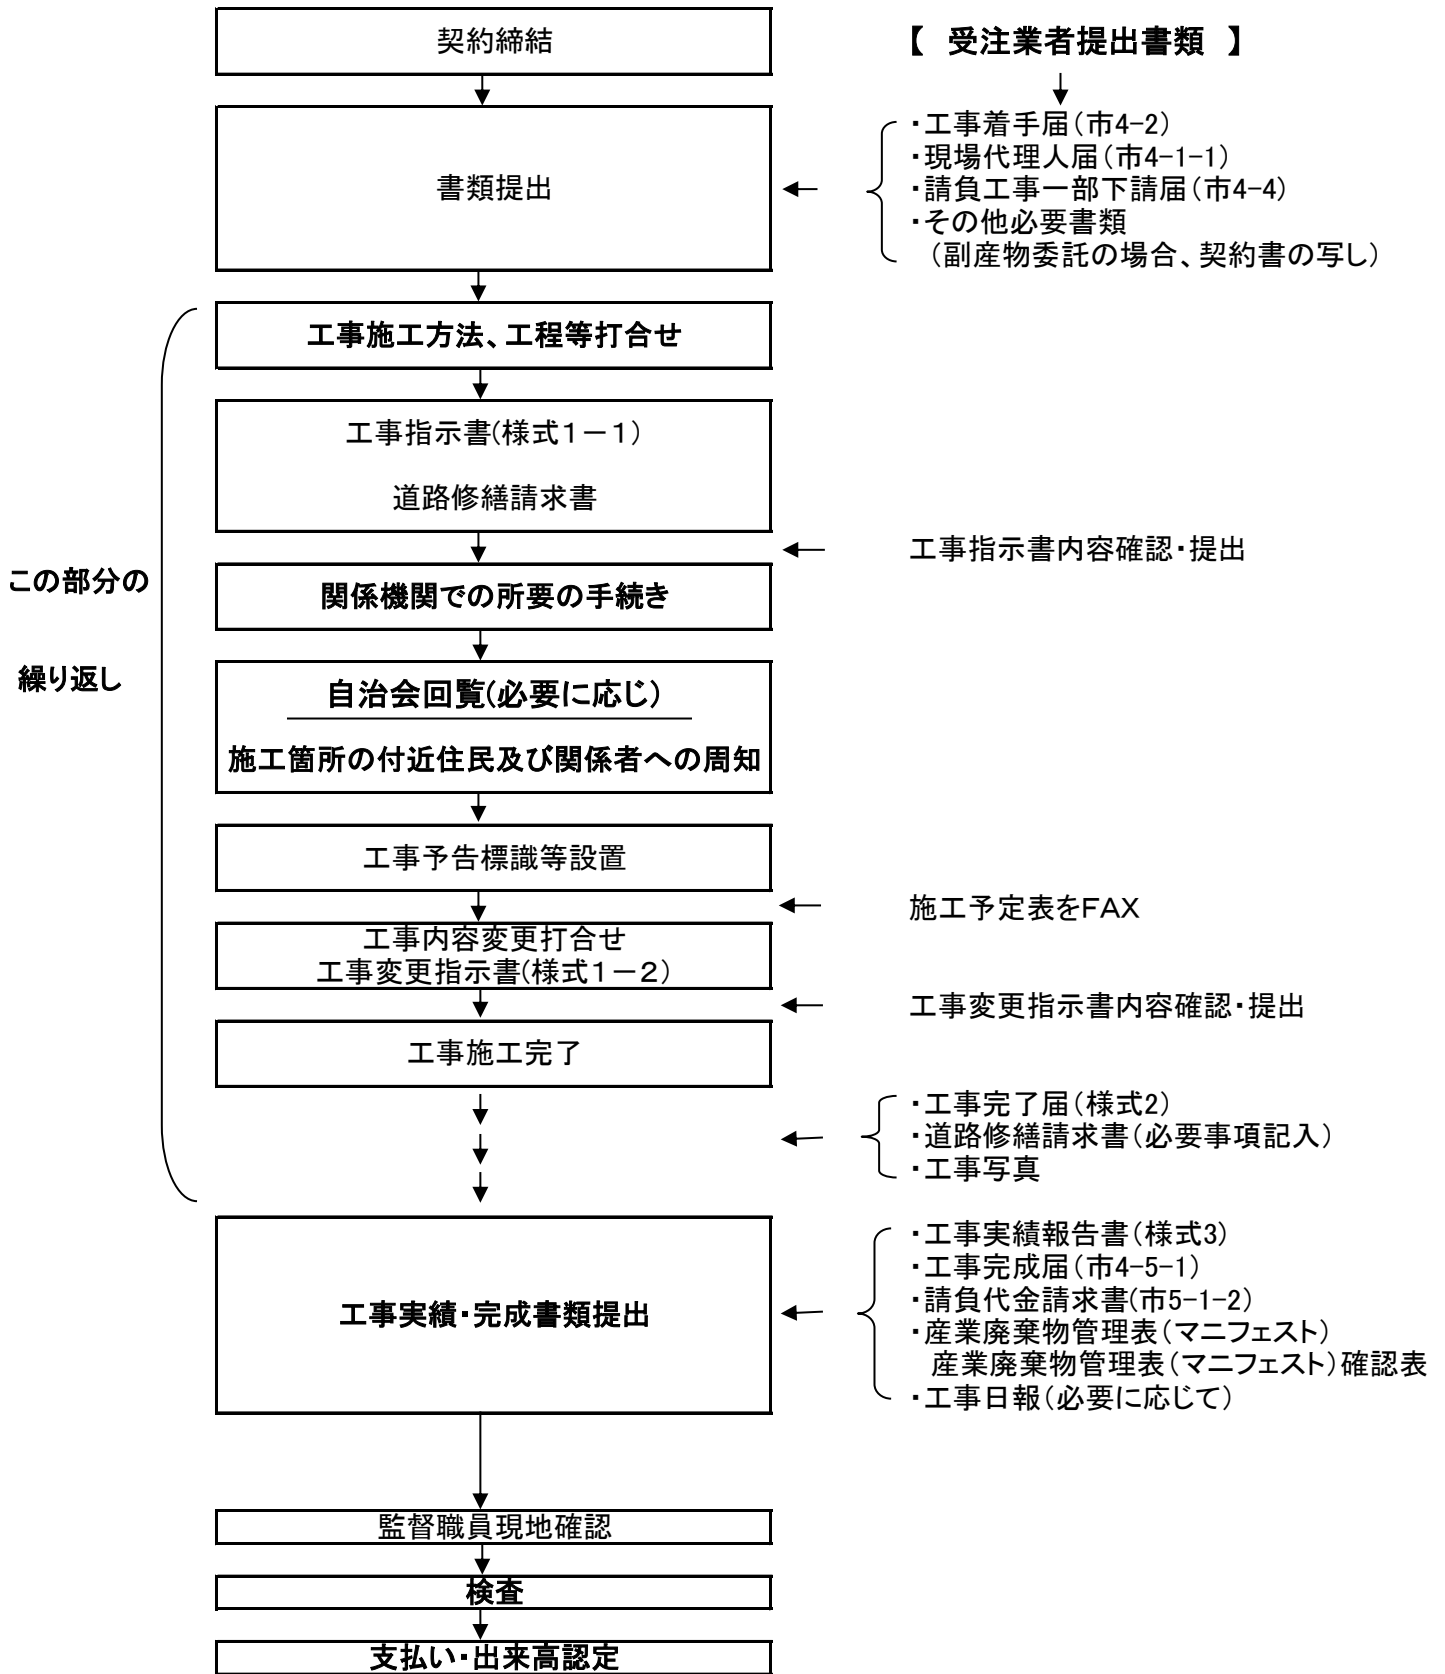 契約締結
【　受注業者提出書類　】
書類提出
・工事着手届（市4-2）
・現場代理人届（市4-1-1）
・請負工事一部下請届（市4-4）
・その他必要書類
（副産物委託の場合、契約書の写し）
工事施工方法、工程等打合せ
工事指示書(様式１－１)
道路修繕請求書
工事指示書内容確認・提出
この部分の
繰り返し
関係機関での所要の手続き
自治会回覧(必要に応じ)
施工箇所の付近住民及び関係者への周知
工事予告標識等設置
施工予定表をFAX
工事内容変更打合せ
工事変更指示書(様式１－２)
工事変更指示書内容確認・提出
工事施工完了
・工事完了届（様式2）
・道路修繕請求書（必要事項記入）
・工事写真
工事実績・完成書類提出
・工事実績報告書（様式3）
・工事完成届（市4-5-1）
・請負代金請求書(市5-1-2)
・産業廃棄物管理表（マニフェスト）
産業廃棄物管理表（マニフェスト）確認表
・工事日報（必要に応じて）
監督職員現地確認
検査
支払い・出来高認定